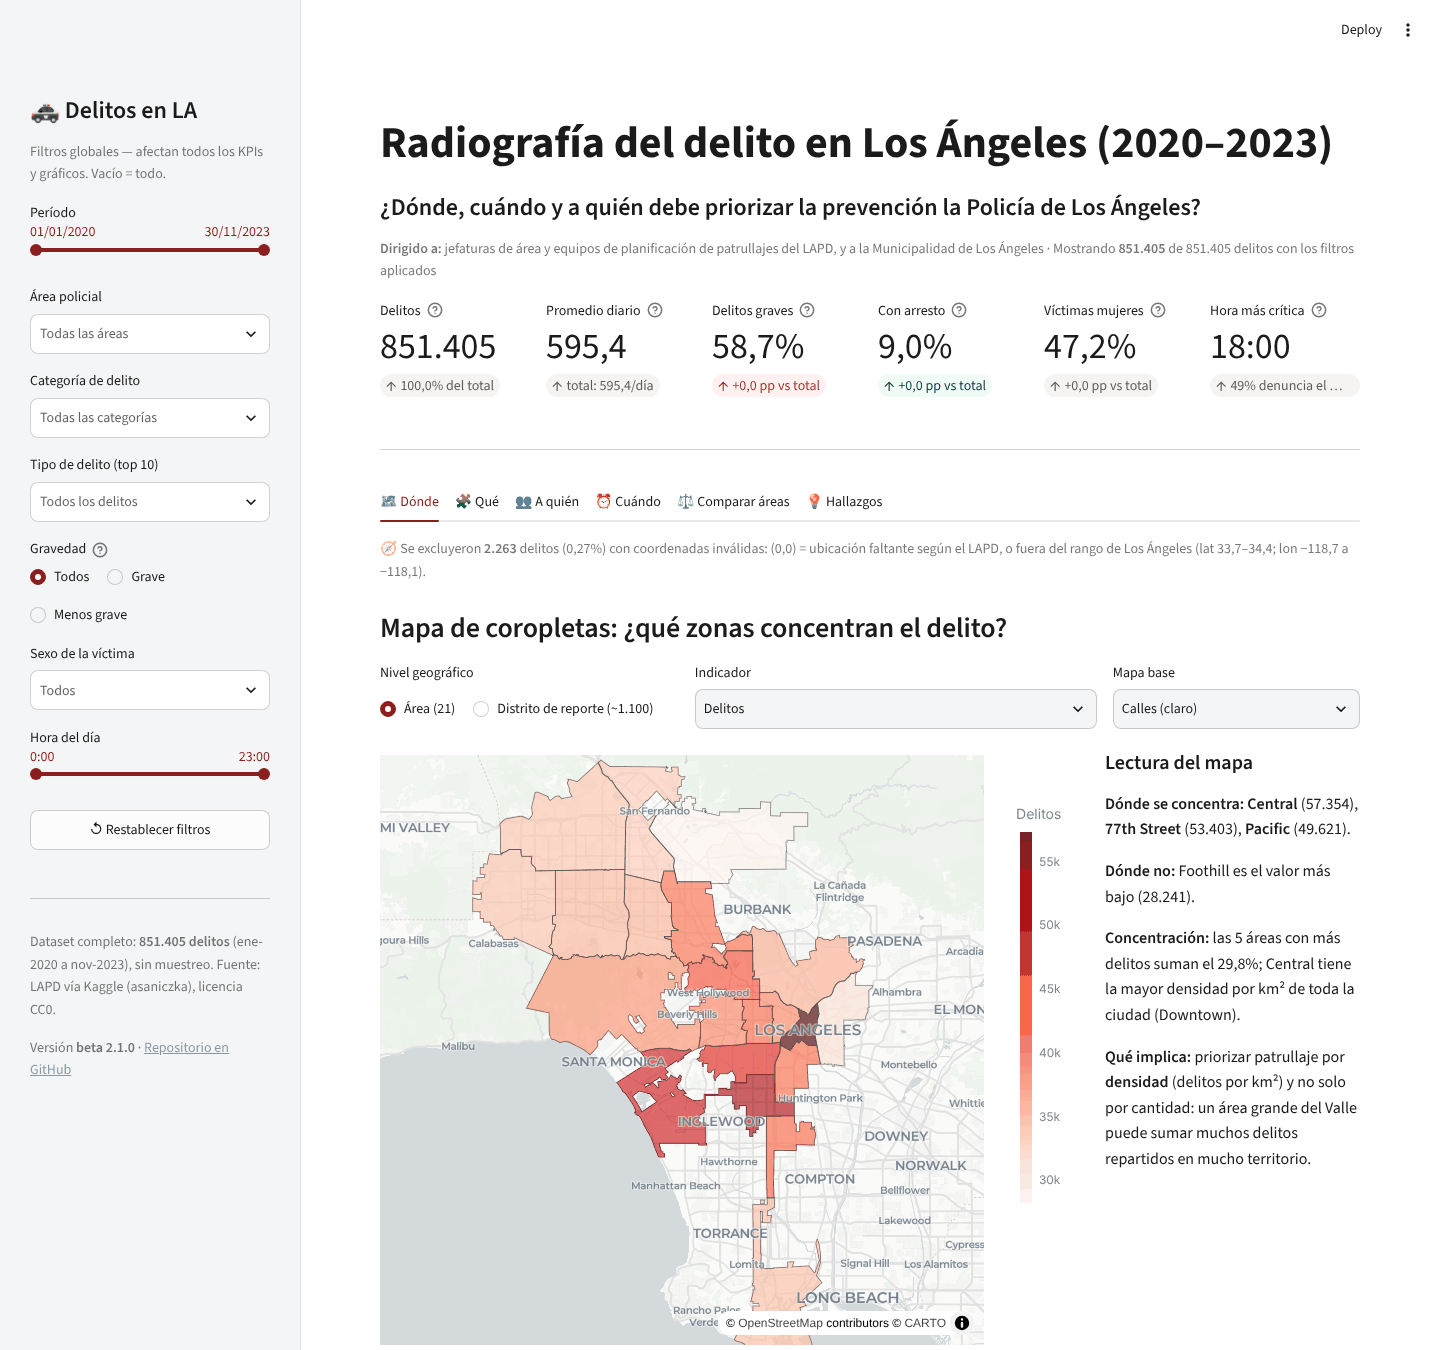 Deploy
🚓 Delitos en LA
Filtros globales — afectan todos los KPIs
y gráficos. Vacío = todo.
Período
01/01/2020 30/11/2023
Área policial
Todas las áreas
Categoría de delito
Todas las categorías
Tipo de delito (top 10)
Todos los delitos
Gravedad
Todos Grave
Menos grave
Sexo de la víctima
Todos
Hora del día
0:00 23:00
↺ Restablecer filtros
Dataset completo: 851.405 delitos (ene-
2020 a nov-2023), sin muestreo. Fuente:
LAPD vía Kaggle (asaniczka), licencia
CC0.
Versión beta 2.1.0 · Repositorio en
GitHub
Radiografía del delito en Los Ángeles (2020–2023)
¿Dónde, cuándo y a quién debe priorizar la prevención la Policía de Los Ángeles?
Dirigido a: jefaturas de área y equipos de planificación de patrullajes del LAPD, y a la Municipalidad de Los Ángeles · Mostrando 851.405 de 851.405 delitos con los filtros
aplicados
Delitos
851.405
↑ 100,0% del total
Promedio diario
595,4
↑ total: 595,4/día
Delitos graves
58,7%
↑ +0,0 pp vs total
Con arresto
9,0%
↑ +0,0 pp vs total
Víctimas mujeres
47,2%
↑ +0,0 pp vs total
Hora más crítica
18:00
↑ 49% denuncia el …
🗺️ Dónde 🧩 Qué 👥 A quién ⏰ Cuándo ⚖️ Comparar áreas 💡 Hallazgos
🧭 Se excluyeron 2.263 delitos (0,27%) con coordenadas inválidas: (0,0) = ubicación faltante según el LAPD, o fuera del rango de Los Ángeles (lat 33,7–34,4; lon −118,7 a
−118,1).
Mapa de coropletas: ¿qué zonas concentran el delito?
Nivel geográfico
Área (21) Distrito de reporte (~1.100)
Indicador
Delitos
Mapa base
Calles (claro)
San Fernando
MI VALLEY
La Cañada
Flintridge
BURBANK
goura Hills
Calabasas
PASADENA
Arcadia
West Hollywood
Alhambra
Beverly Hills
EL MON
LOS ANGELES
Malibu
SANTA MONICA
Montebello
Huntington Park
Whittie
INGLEWOOD
DOWNEY
Hawthorne
NORWALK
COMPTON
Manhattan Beach
Bellflower
Lakewood
TORRANCE
Cypress
Lomita
Signal Hill
Los Alamitos
LONG BEACH
Rancho Palos
Verde
© OpenStreetMap contributors © CARTO
Delitos
55k
50k
45k
40k
35k
30k
Lectura del mapa
Dónde se concentra: Central (57.354),
77th Street (53.403), Pacific (49.621).
Dónde no: Foothill es el valor más
bajo (28.241).
Concentración: las 5 áreas con más
delitos suman el 29,8%; Central tiene
la mayor densidad por km² de toda la
ciudad (Downtown).
Qué implica: priorizar patrullaje por
densidad (delitos por km²) y no solo
por cantidad: un área grande del Valle
puede sumar muchos delitos
repartidos en mucho territorio.